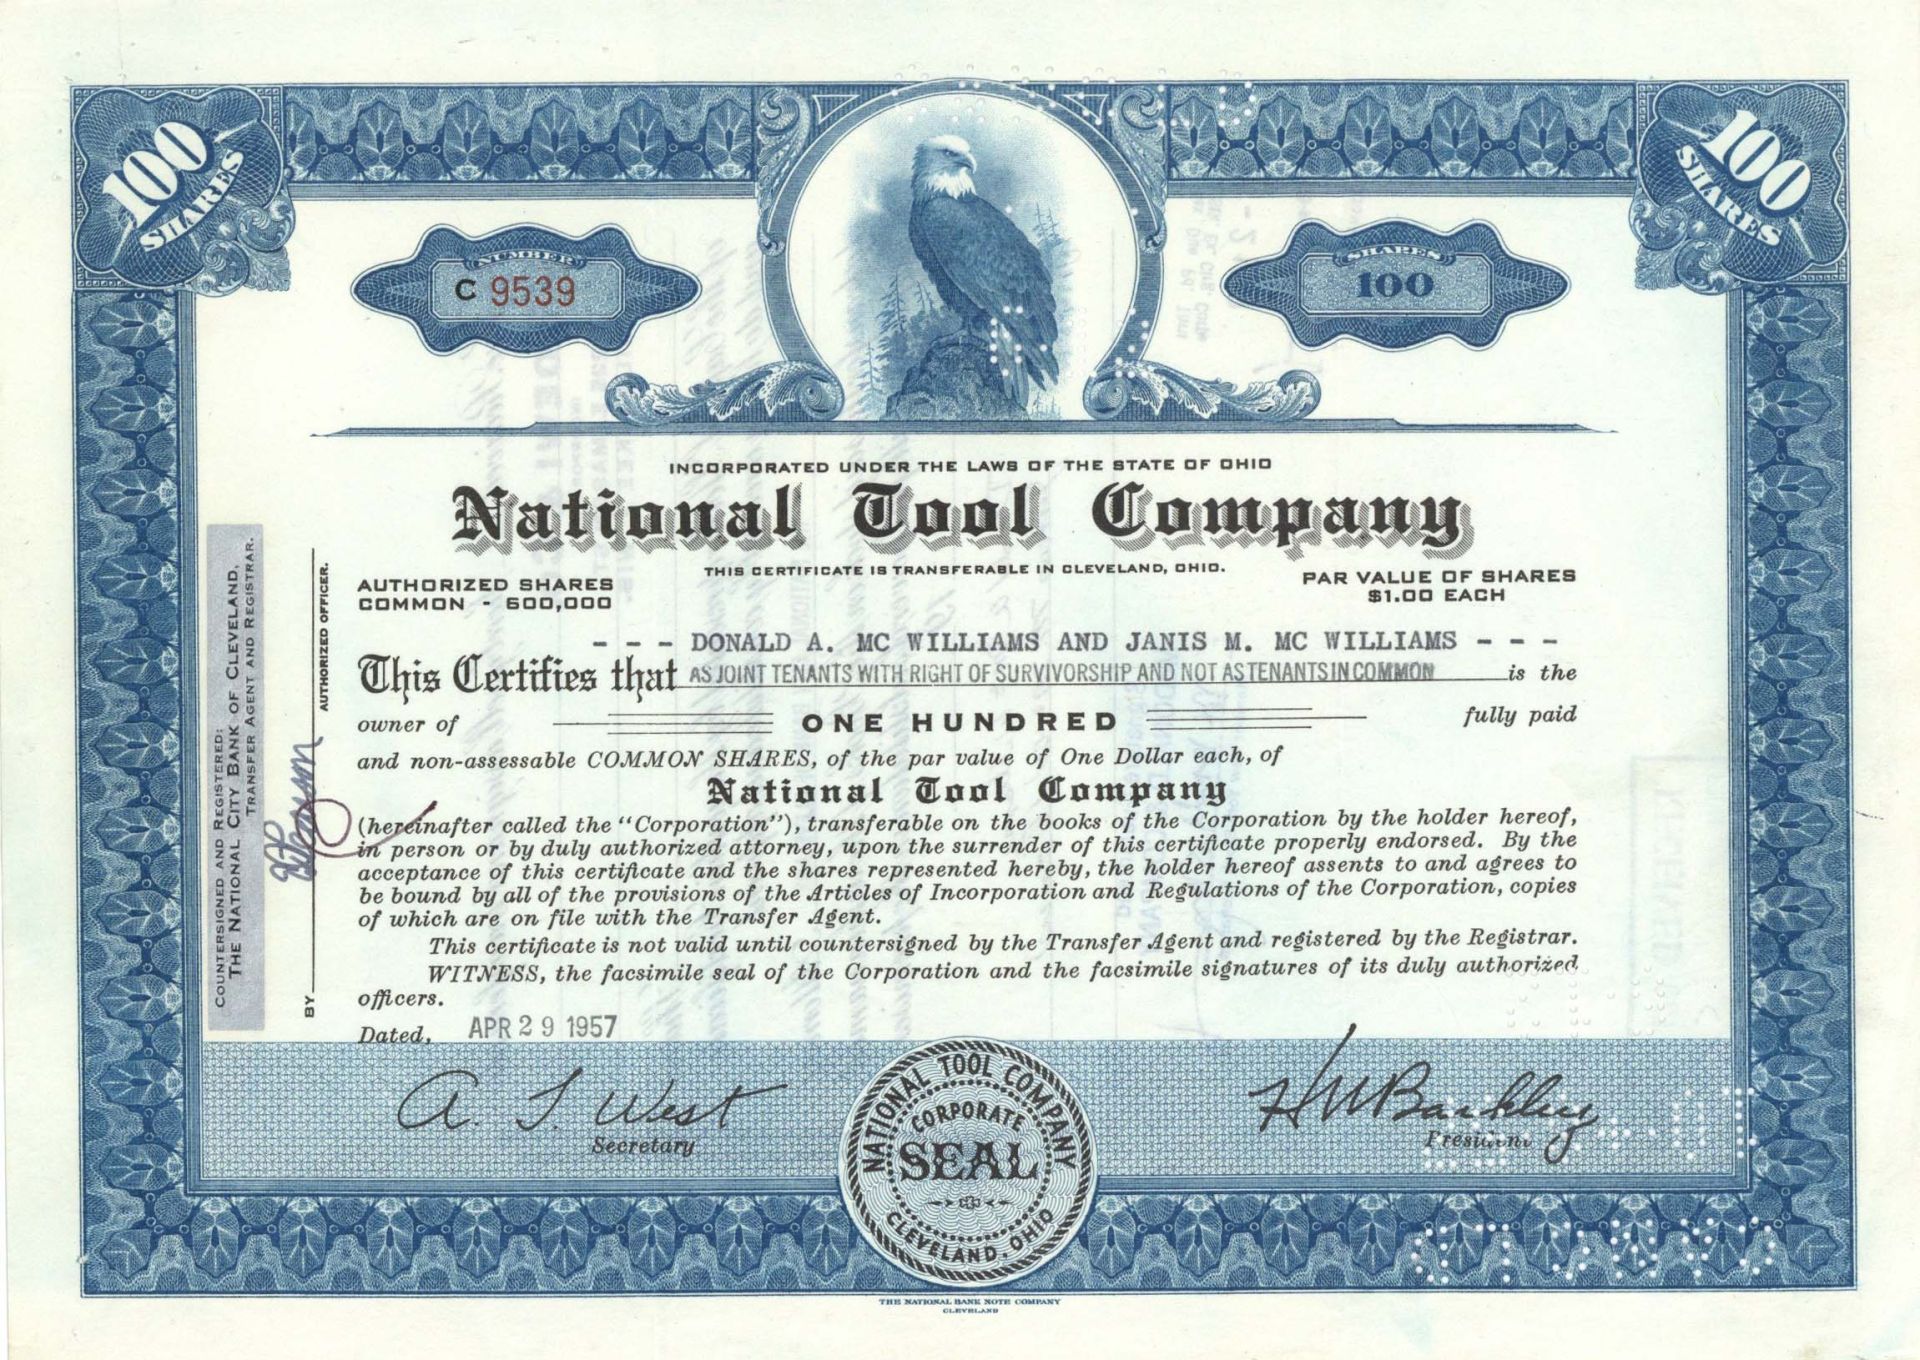 100 SHARES
100 SHARES
NUMBER
C 9539
SHARES
100
INCORPORATED UNDER THE LAWS OF THE STATE OF OHIO
National Tool Company
THIS CERTIFICATE IS TRANSFERABLE IN CLEVELAND, OHIO.
AUTHORIZED SHARES
COMMON - 600,000
PAR VALUE OF SHARES
$1.00 EACH
- - - DONALD A. MC WILLIAMS AND JANIS M. MC WILLIAMS - - -
This Certifies that AS JOINT TENANTS WITH RIGHT OF SURVIVORSHIP AND NOT AS TENANTS IN COMMON is the
owner of ONE HUNDRED fully paid
and non-assessable COMMON SHARES, of the par value of One Dollar each, of
National Tool Company
(hereinafter called the "Corporation"), transferable on the books of the Corporation by the holder hereof,
in person or by duly authorized attorney, upon the surrender of this certificate properly endorsed. By the
acceptance of this certificate and the shares represented hereby, the holder hereof assents to and agrees to
be bound by all of the provisions of the Articles of Incorporation and Regulations of the Corporation, copies
of which are on file with the Transfer Agent.
This certificate is not valid until countersigned by the Transfer Agent and registered by the Registrar.
WITNESS, the facsimile seal of the Corporation and the facsimile signatures of its duly authorized
officers.
Dated, APR 29 1957
A. J. West
Secretary
NATIONAL TOOL COMPANY
CORPORATE
SEAL
CLEVELAND, OHIO
President
COUNTERSIGNED AND REGISTERED:
THE NATIONAL CITY BANK OF CLEVELAND,
TRANSFER AGENT AND REGISTRAR.
BY
AUTHORIZED OFFICER.
THE NATIONAL BANK NOTE COMPANY
CLEVELAND